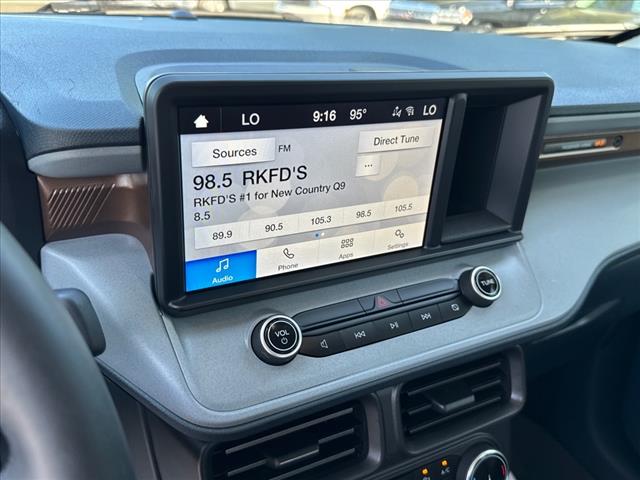 LO 9:16 95° LO
Sources FM Direct Tune
...
98.5 RKFD'S
RKFD'S #1 for New Country Q9
8.5
89.9 90.5 105.3 98.5 105.5
Audio Phone Apps Settings
VOL TUNE
A/C